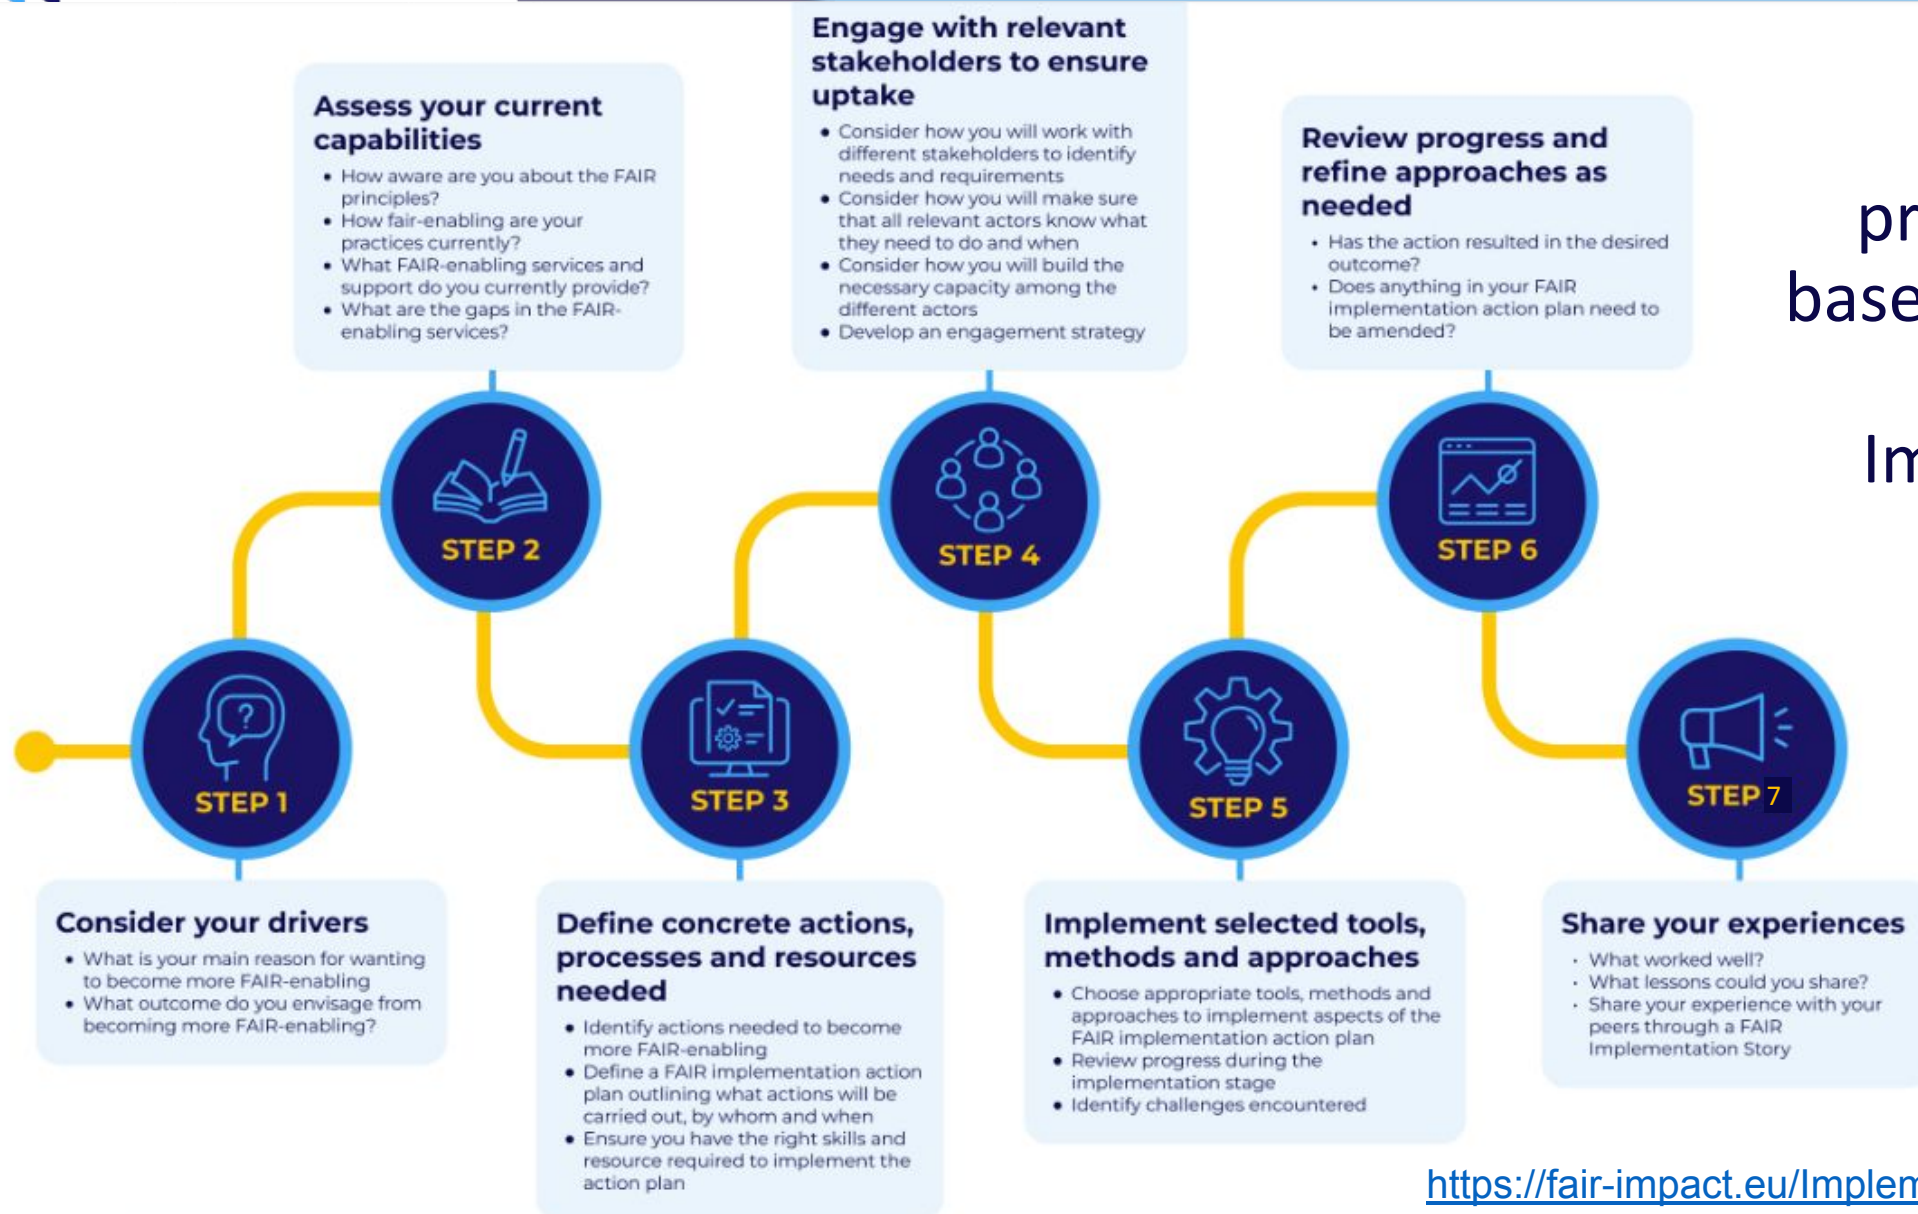 Assess your current
capabilities
• How aware are you about the FAIR
principles?
• How fair-enabling are your
practices currently?
• What FAIR-enabling services and
support do you currently provide?
• What are the gaps in the FAIR-
enabling services?
Engage with relevant
stakeholders to ensure
uptake
• Consider how you will work with
different stakeholders to identify
needs and requirements
• Consider how you will make sure
that all relevant actors know what
they need to do and when
• Consider how you will build the
necessary capacity among the
different actors
• Develop an engagement strategy
Review progress and
refine approaches as
needed
• Has the action resulted in the desired
outcome?
• Does anything in your FAIR
implementation action plan need to
be amended?
pr
base
Im
STEP 2
STEP 4
STEP 6
?
STEP 1
STEP 3
STEP 5
STEP 7
Consider your drivers
• What is your main reason for wanting
to become more FAIR-enabling
• What outcome do you envisage from
becoming more FAIR-enabling?
Define concrete actions,
processes and resources
needed
• Identify actions needed to become
more FAIR-enabling
• Define a FAIR implementation action
plan outlining what actions will be
carried out, by whom and when
• Ensure you have the right skills and
resource required to implement the
action plan
Implement selected tools,
methods and approaches
• Choose appropriate tools, methods and
approaches to implement aspects of the
FAIR implementation action plan
• Review progress during the
implementation stage
• Identify challenges encountered
Share your experiences
• What worked well?
• What lessons could you share?
• Share your experience with your
peers through a FAIR
Implementation Story
https://fair-impact.eu/Implem